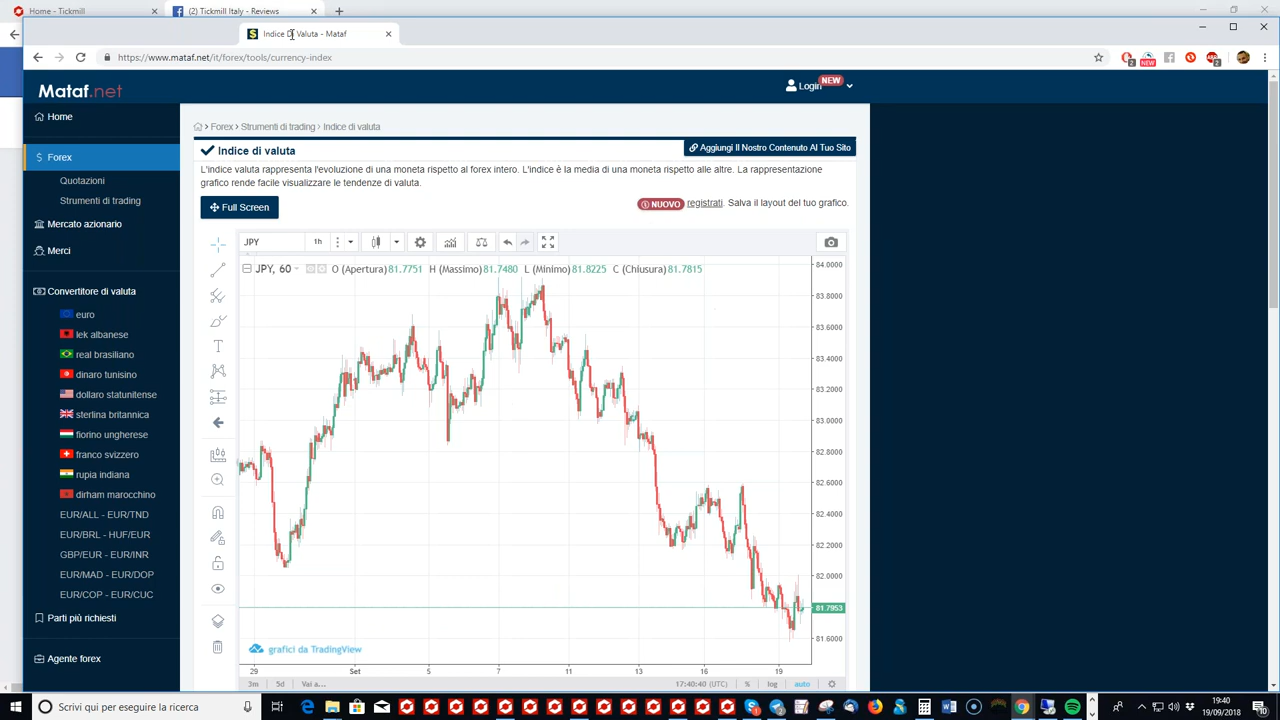 Home - Tickmill
(2) Tickmill Italy - Reviews
Indice Di Valuta - Mataf
https://www.mataf.net/it/forex/tools/currency-index
2
NEW
2
Mataf.net
Login
NEW
Home
Forex
Quotazioni
Strumenti di trading
Mercato azionario
Merci
Convertitore di valuta
euro
lek albanese
real brasiliano
dinaro tunisino
dollaro statunitense
sterlina britannica
fiorino ungherese
franco svizzero
rupia indiana
dirham marocchino
EUR/ALL - EUR/TND
EUR/BRL - HUF/EUR
GBP/EUR - EUR/INR
EUR/MAD - EUR/DOP
EUR/COP - EUR/CUC
Parti più richiesti
Agente forex
Forex > Strumenti di trading > Indice di valuta
Indice di valuta
Aggiungi Il Nostro Contenuto Al Tuo Sito
L'indice valuta rappresenta l'evoluzione di una moneta rispetto al forex intero. L'indice è la media di una moneta rispetto alle altre. La rappresentazione
grafico rende facile visualizzare le tendenze di valuta.
Full Screen
NUOVO registrati. Salva il layout del tuo grafico.
JPY 1h
JPY, 60 O (Apertura)81.7751 H (Massimo)81.7480 L (Minimo)81.8225 C (Chiusura)81.7815
84.0000
83.8000
83.6000
83.4000
83.2000
83.0000
82.8000
82.6000
82.4000
82.2000
82.0000
81.7953
81.6000
grafici da TradingView
29 Set 5 7 11 13 16 19
3m 5d Vai a... 17:40:40 (UTC) % log auto
Scrivi qui per eseguire la ricerca
19:40
19/09/2018
10